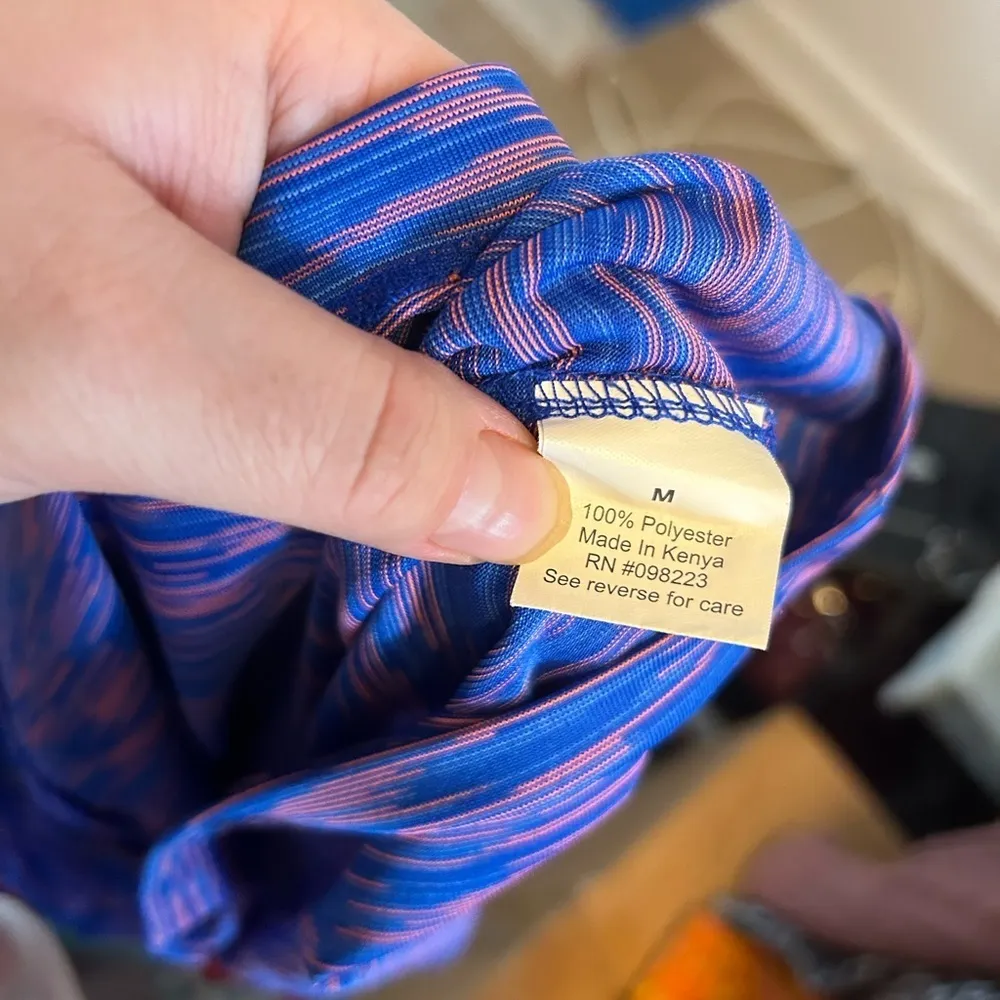 M
100% Polyester
Made In Kenya
RN #098223
See reverse for care